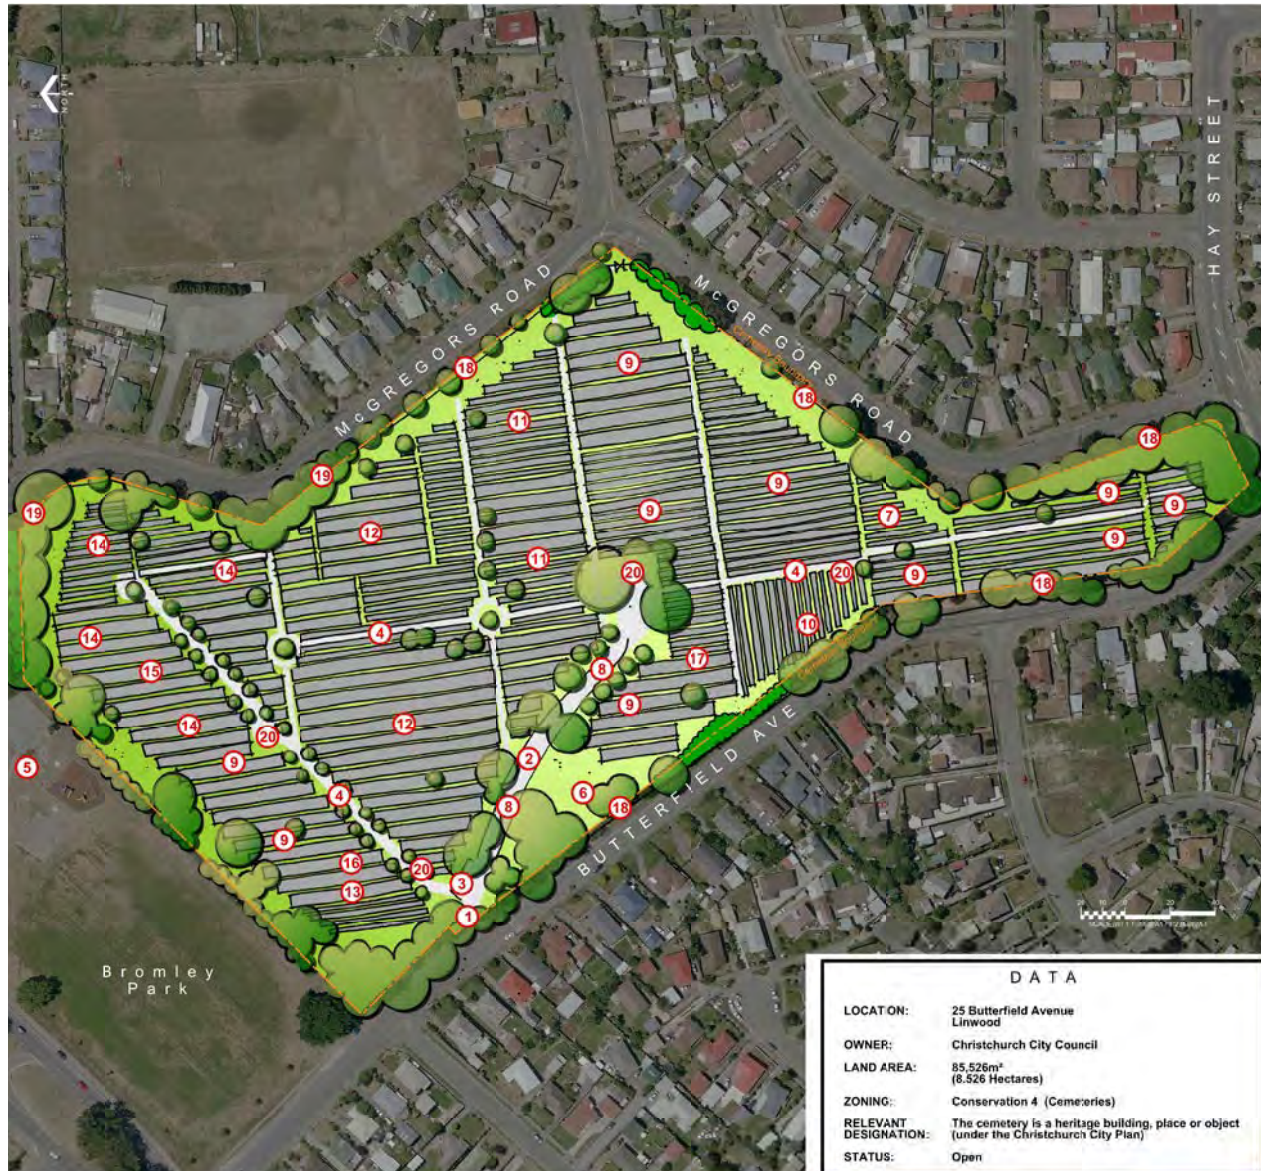 NORTH
HAY STREET
McGREGORS ROAD
McGREGORS ROAD
18
9
18
11
18
19
9
9
19
12
9
7
9
14
11
9
14
20
4
20
9
18
14
4
10
15
8
17
14
12
9
20
9
2
5
4
6
8
18
BUTTERFIELD AVE
9
16
20
3
13
1
Bromley
Park
DATA
LOCATION: 25 Butterfield Avenue
Linwood
OWNER: Christchurch City Council
LAND AREA: 85,526m²
(8.526 Hectares)
ZONING: Conservation 4 (Cemeteries)
RELEVANT DESIGNATION: The cemetery is a heritage building, place or object
(under the Christchurch City Plan)
STATUS: Open